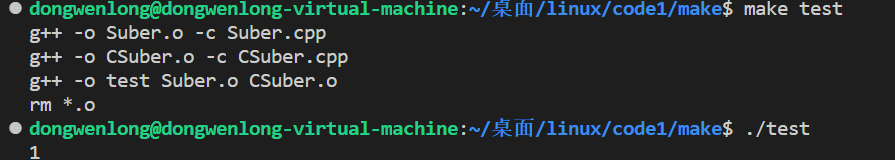 dongwenlong@dongwenlong-virtual-machine:~/桌面/linux/code1/make$ make test
g++ -o Suber.o -c Suber.cpp
g++ -o CSuber.o -c CSuber.cpp
g++ -o test Suber.o CSuber.o
rm *.o
dongwenlong@dongwenlong-virtual-machine:~/桌面/linux/code1/make$ ./test
1